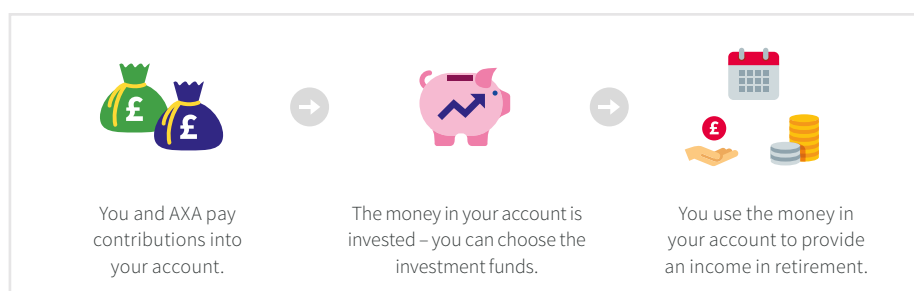 £
£
£
You and AXA pay
contributions into
your account.
The money in your account is
invested – you can choose the
investment funds.
You use the money in
your account to provide
an income in retirement.